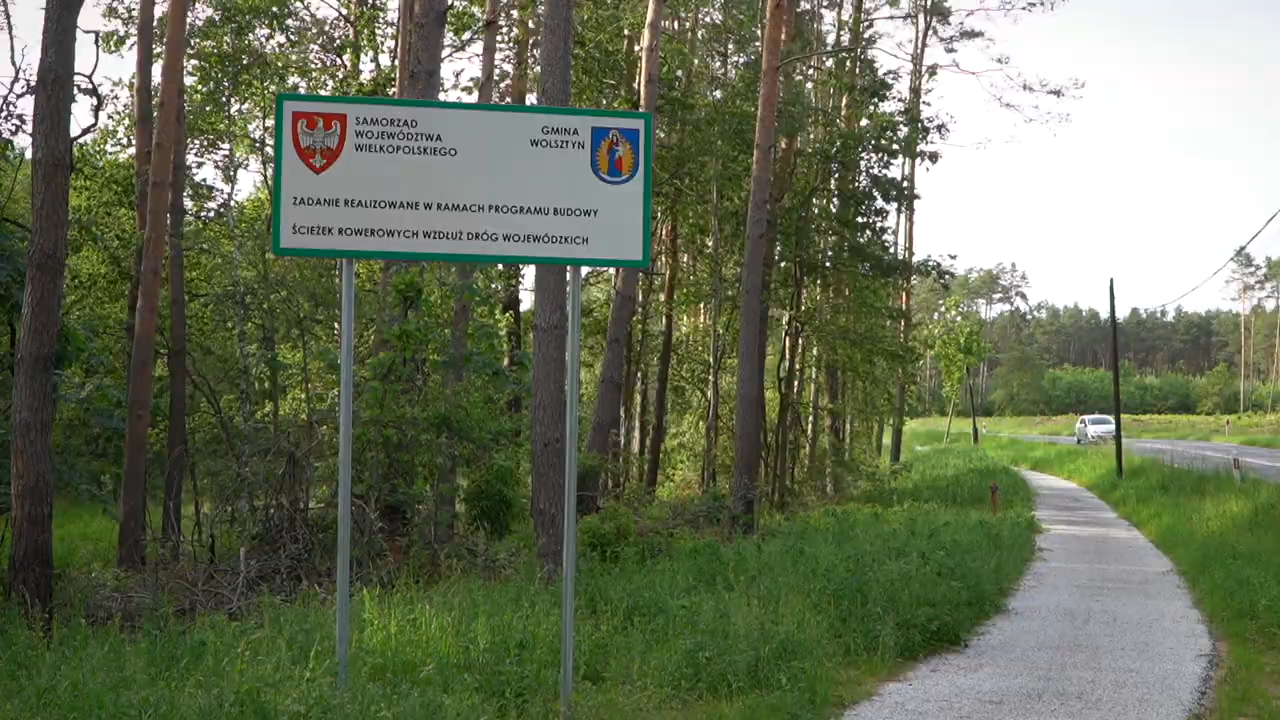 SAMORZĄD
WOJEWÓDZTWA
WIELKOPOLSKIEGO
GMINA
WOLSZTYN
ZADANIE REALIZOWANE W RAMACH PROGRAMU BUDOWY
ŚCIEŻEK ROWEROWYCH WZDŁUŻ DRÓG WOJEWÓDZKICH